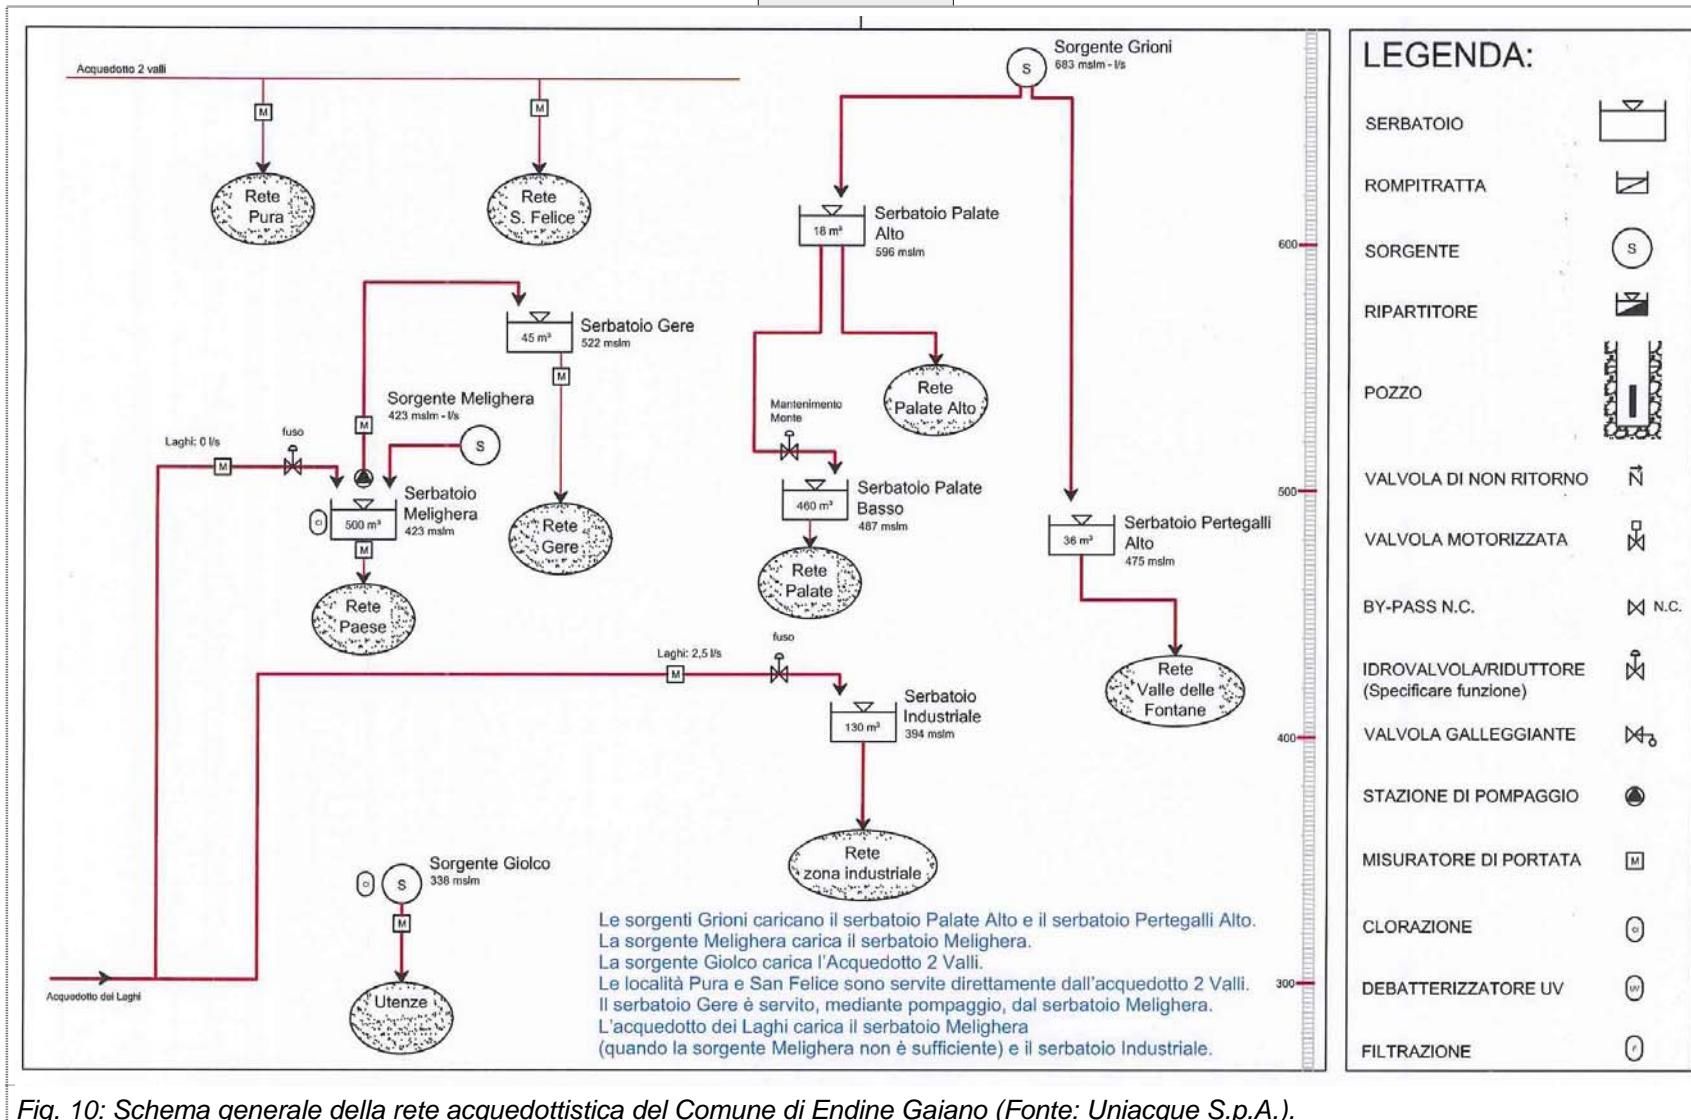 Acquedotto 2 valli
M
M
Rete
Pura
Rete
S. Felice
Sorgente Grioni
683 mslm - l/s
S
18 m³
Serbatoio Palate
Alto
596 mslm
45 m³
Serbatoio Gere
522 mslm
M
Rete
Palate Alto
Sorgente Melighera
423 mslm - l/s
S
M
Laghi: 0 l/s
M
fuso
Mantenimento
Monte
Cl
500 m³
Serbatoio
Melighera
423 mslm
M
Rete
Paese
Rete
Gere
460 m³
Serbatoio Palate
Basso
487 mslm
Rete
Palate
36 m³
Serbatoio Pertegalli
Alto
475 mslm
Rete
Valle delle
Fontane
Laghi: 2,5 l/s
M
fuso
130 m³
Serbatoio
Industriale
394 mslm
Rete
zona industriale
Cl
S
Sorgente Giolco
338 mslm
M
Utenze
Acquedotto dei Laghi
600
500
400
300
Le sorgenti Grioni caricano il serbatoio Palate Alto e il serbatoio Pertegalli Alto.
La sorgente Melighera carica il serbatoio Melighera.
La sorgente Giolco carica l'Acquedotto 2 Valli.
Le località Pura e San Felice sono servite direttamente dall'acquedotto 2 Valli.
Il serbatoio Gere è servito, mediante pompaggio, dal serbatoio Melighera.
L'acquedotto dei Laghi carica il serbatoio Melighera
(quando la sorgente Melighera non è sufficiente) e il serbatoio Industriale.
LEGENDA:
SERBATOIO
ROMPITRATTA
SORGENTE S
RIPARTITORE
POZZO
VALVOLA DI NON RITORNO N
VALVOLA MOTORIZZATA
BY-PASS N.C. N.C.
IDROVALVOLA/RIDUTTORE
(Specificare funzione)
VALVOLA GALLEGGIANTE
STAZIONE DI POMPAGGIO
MISURATORE DI PORTATA M
CLORAZIONE Cl
DEBATTERIZZATORE UV UV
FILTRAZIONE F
Fig. 10: Schema generale della rete acquedottistica del Comune di Endine Gaiano (Fonte: Uniacque S.p.A.).